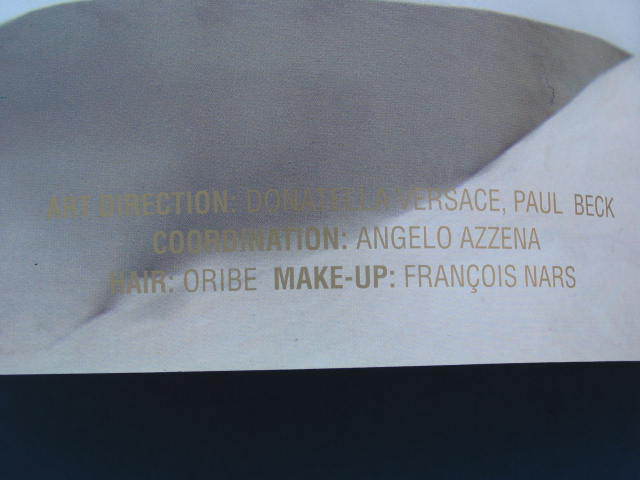 ART DIRECTION: DONATELLA VERSACE, PAUL BECK
COORDINATION: ANGELO AZZENA
HAIR: ORIBE MAKE-UP: FRANÇOIS NARS